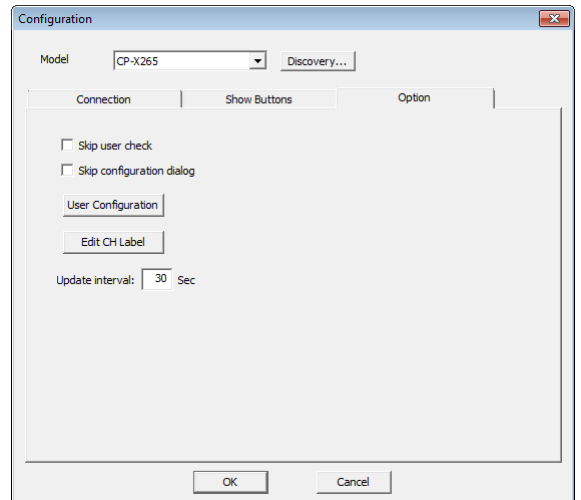 Configuration
Model CP-X265 Discovery...
Connection Show Buttons Option
Skip user check
Skip configuration dialog
User Configuration
Edit CH Label
Update interval: 30 Sec
OK Cancel